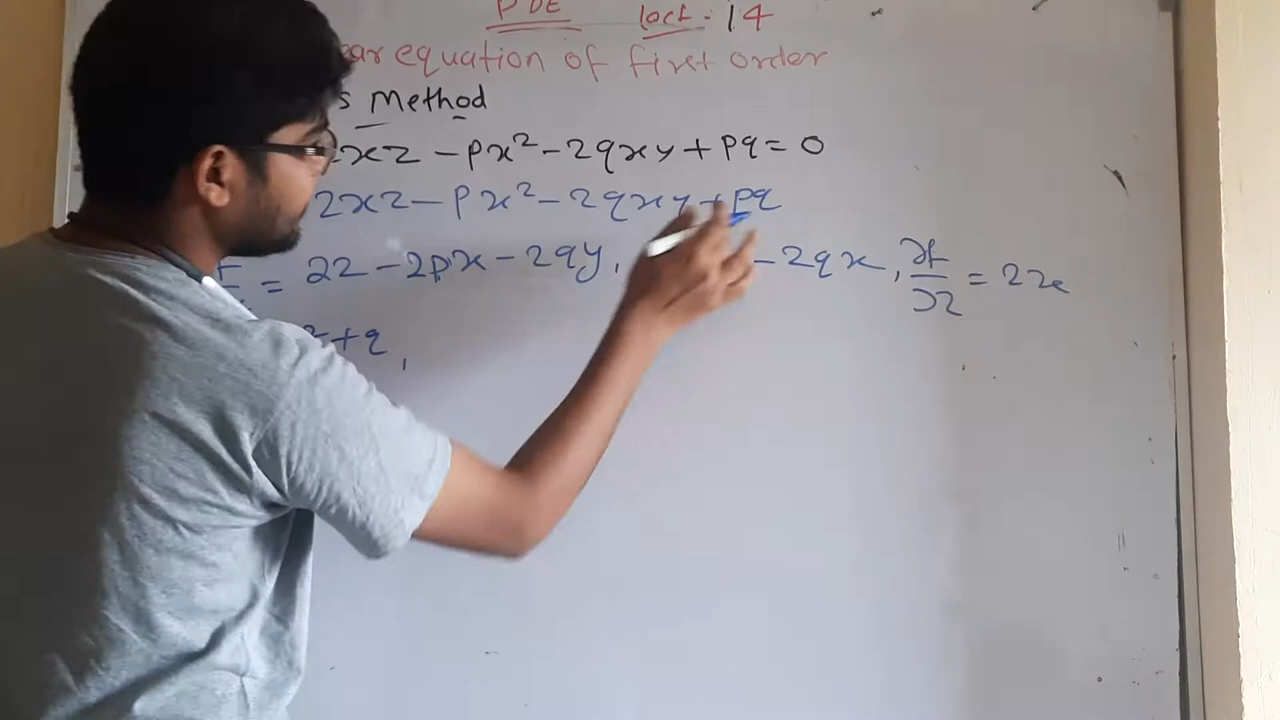 PDE Lect. 14
ear equation of first order
s Method
2xz - px² - 2qxy + pq = 0
2xz - px² - 2qxy + pq
= 2z - 2px - 2qy, - 2qx, ∂f/∂z = 2x
+ q,